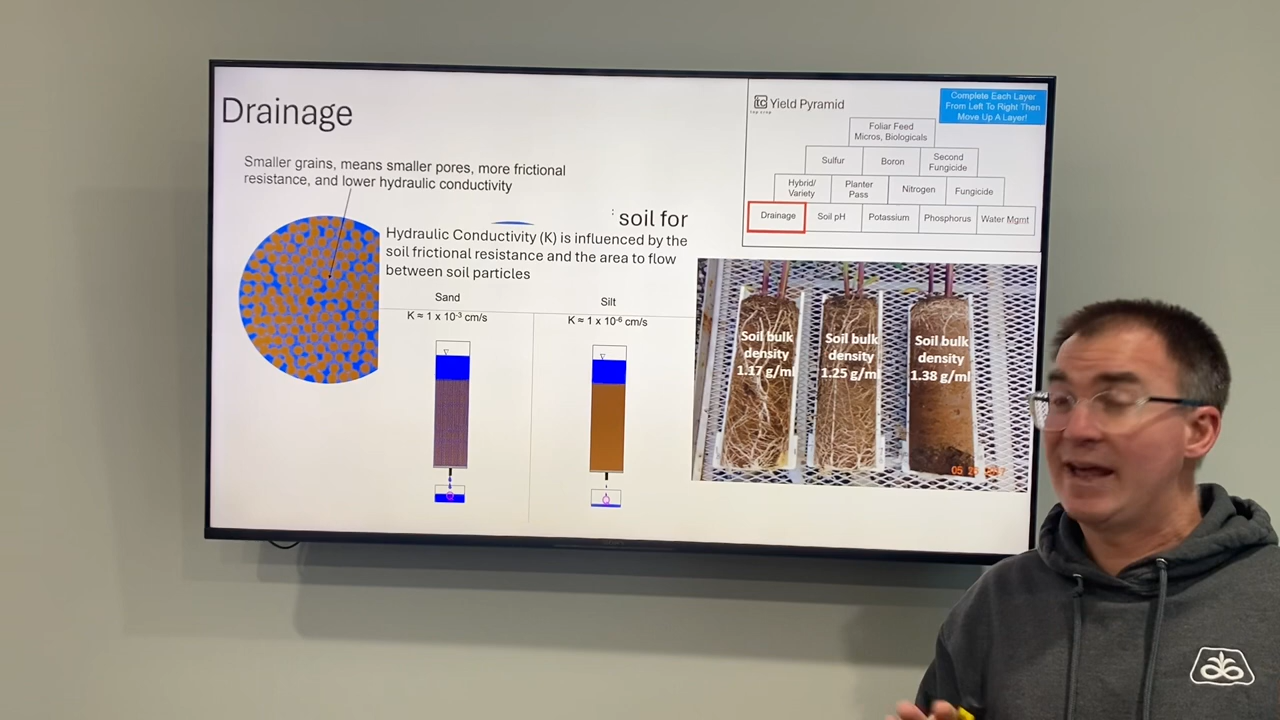 Drainage
Smaller grains, means smaller pores, more frictional
resistance, and lower hydraulic conductivity
soil for
Hydraulic Conductivity (K) is influenced by the
soil frictional resistance and the area to flow
between soil particles
Sand
K ≈ 1 x 10⁻³ cm/s
Silt
K ≈ 1 x 10⁻⁶ cm/s
tc Yield Pyramid
top crop
Complete Each Layer
From Left To Right Then
Move Up A Layer!
Foliar Feed
Micros, Biologicals
Sulfur
Boron
Second
Fungicide
Hybrid/
Variety
Planter
Pass
Nitrogen
Fungicide
Drainage
Soil pH
Potassium
Phosphorus
Water Mgmt
Soil bulk
density
1.17 g/ml
Soil bulk
density
1.25 g/ml
Soil bulk
density
1.38 g/ml